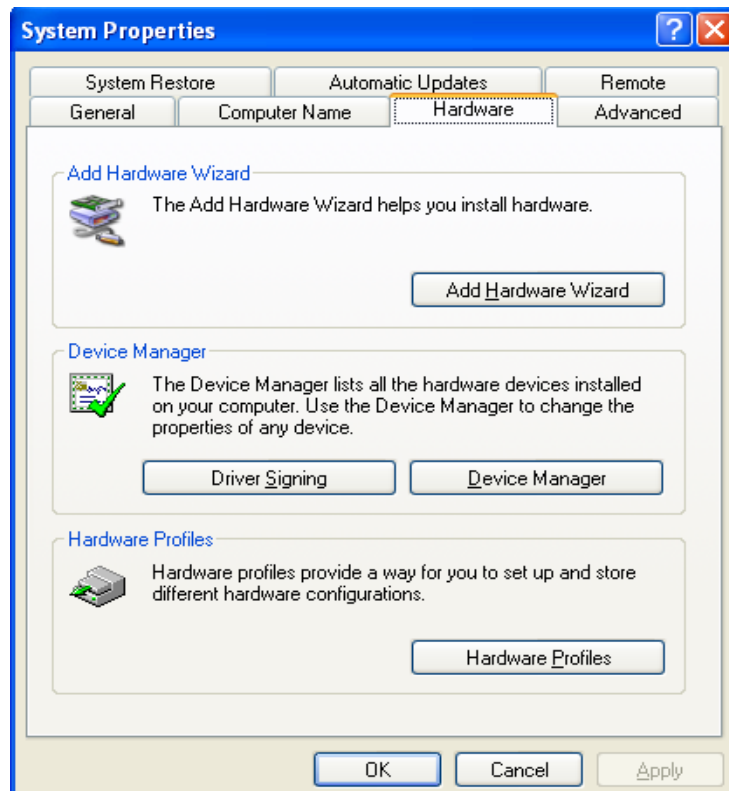 System Properties
?
System Restore Automatic Updates Remote
General Computer Name Hardware Advanced
Add Hardware Wizard
The Add Hardware Wizard helps you install hardware.
Add Hardware Wizard
Device Manager
The Device Manager lists all the hardware devices installed
on your computer. Use the Device Manager to change the
properties of any device.
Driver Signing Device Manager
Hardware Profiles
Hardware profiles provide a way for you to set up and store
different hardware configurations.
Hardware Profiles
OK Cancel Apply